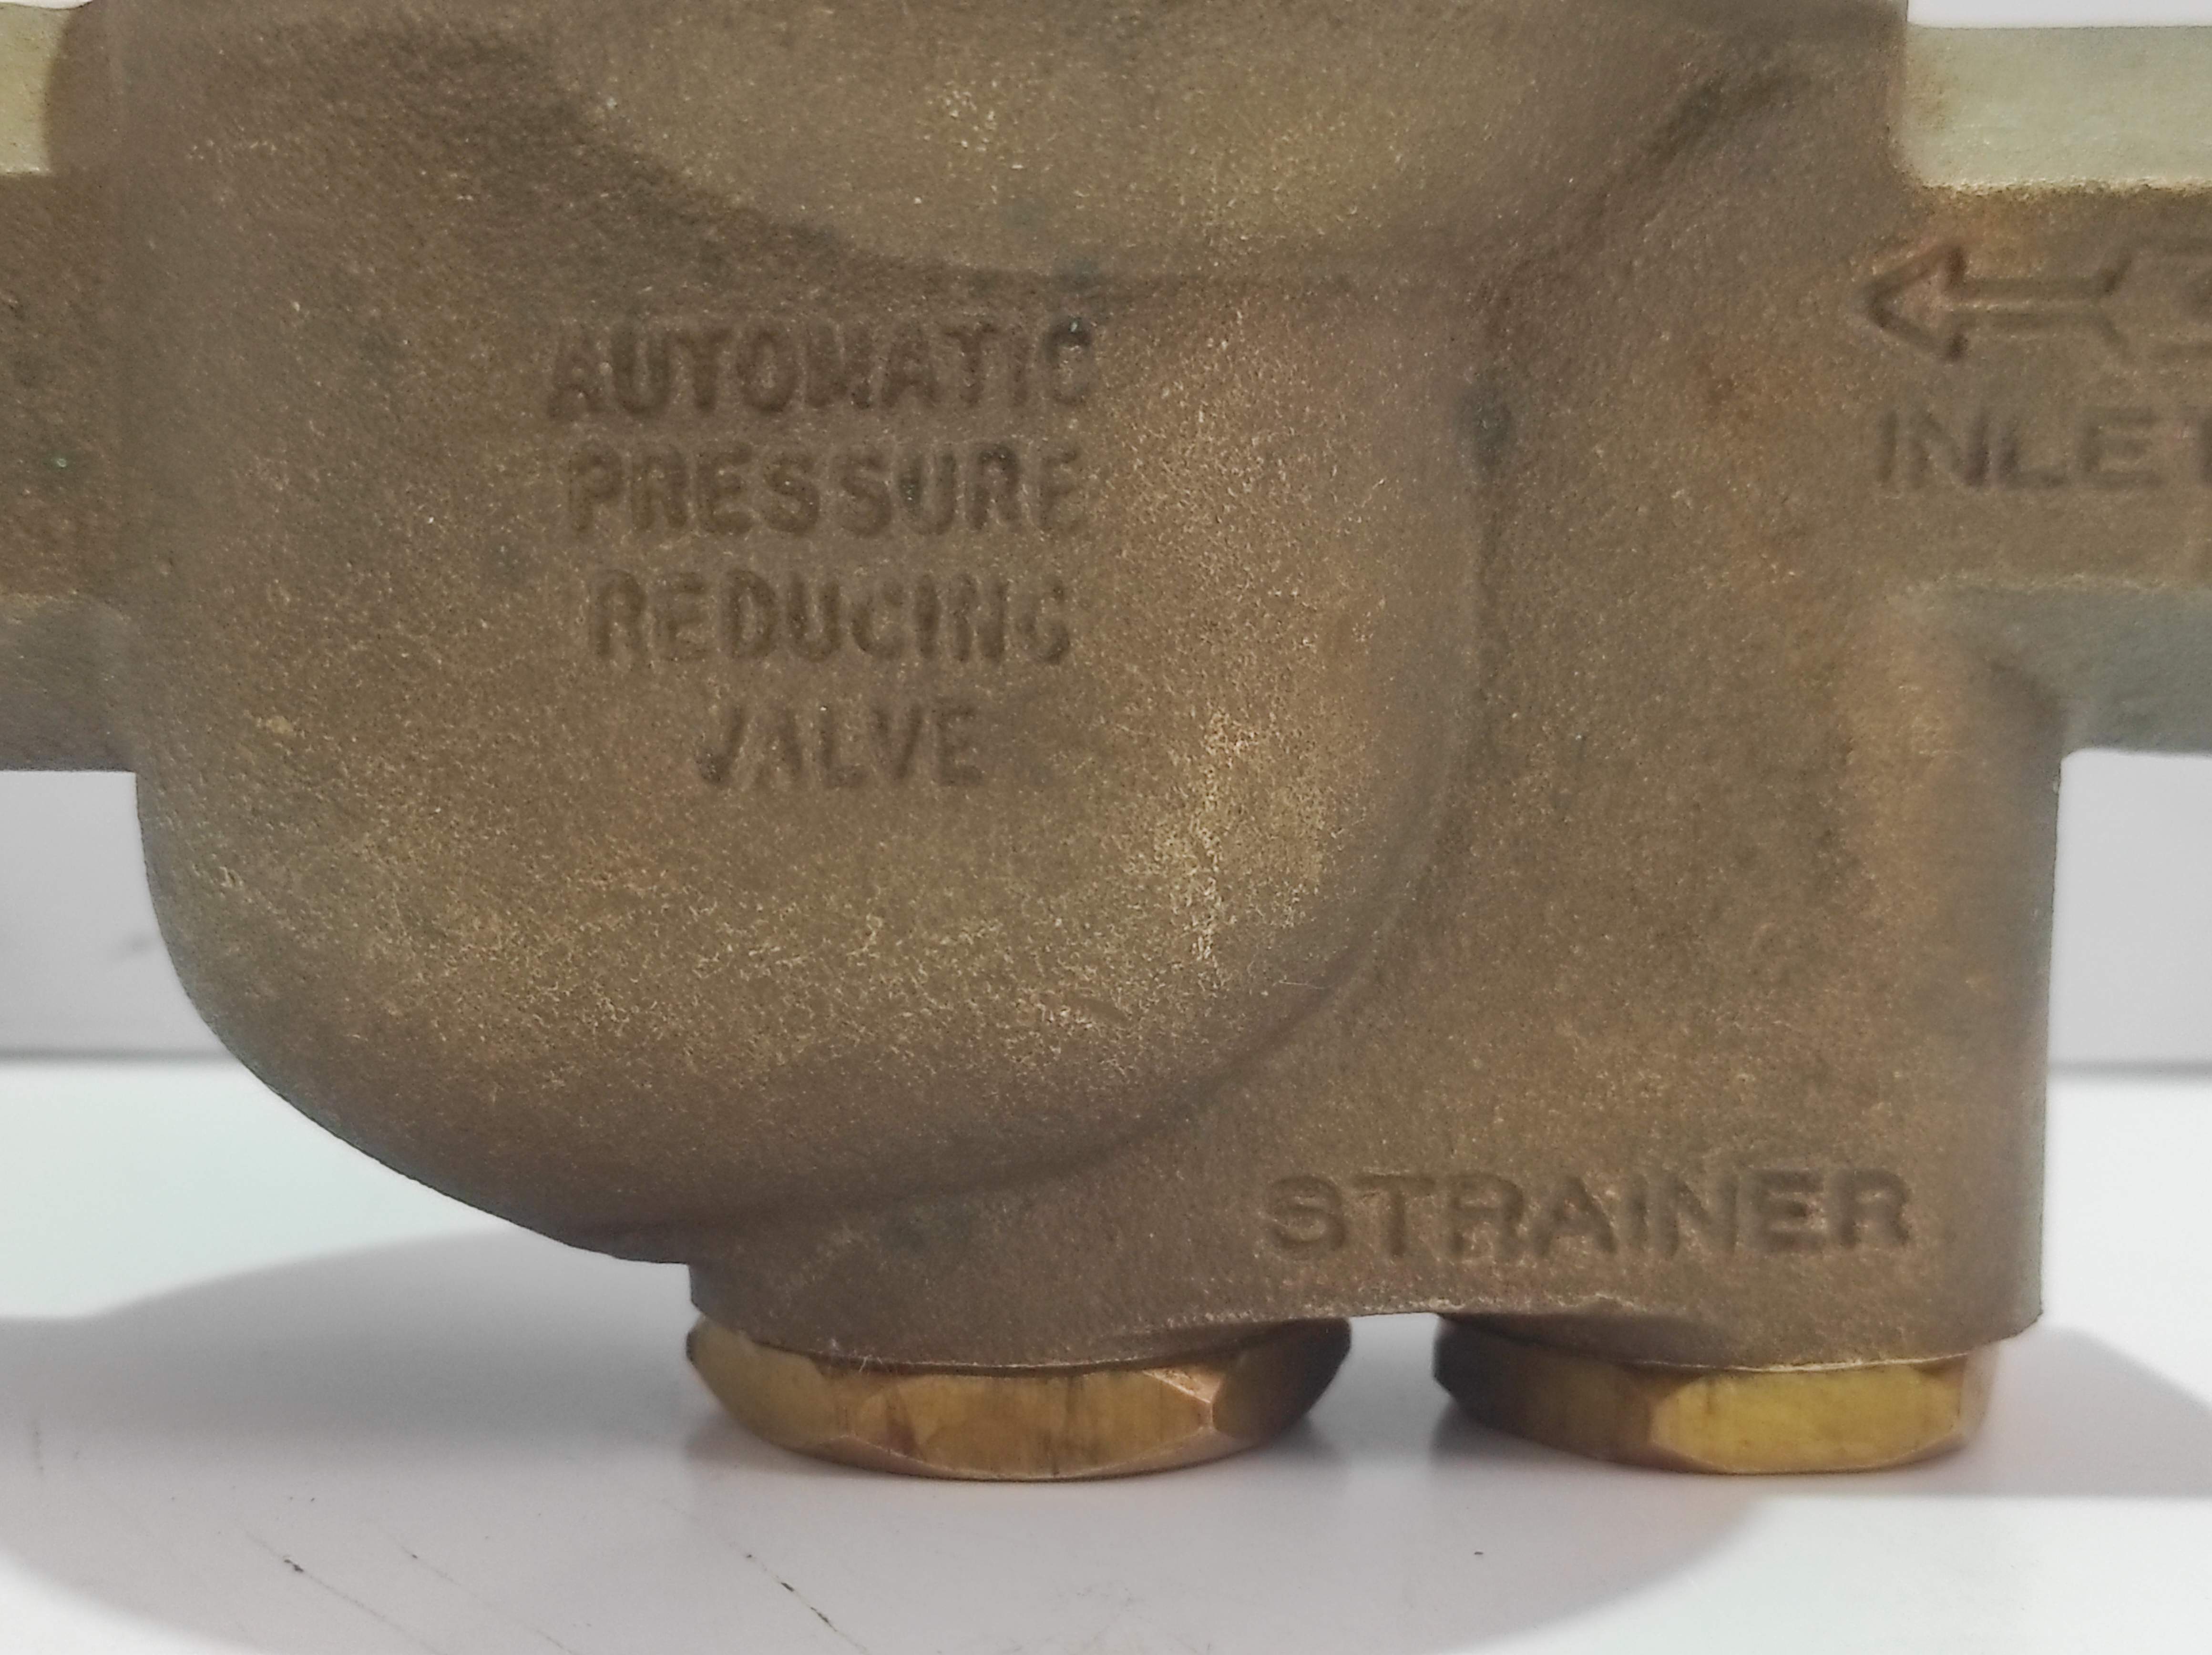 AUTOMATIC
PRESSURE
REDUCING
VALVE
INLET
STRAINER